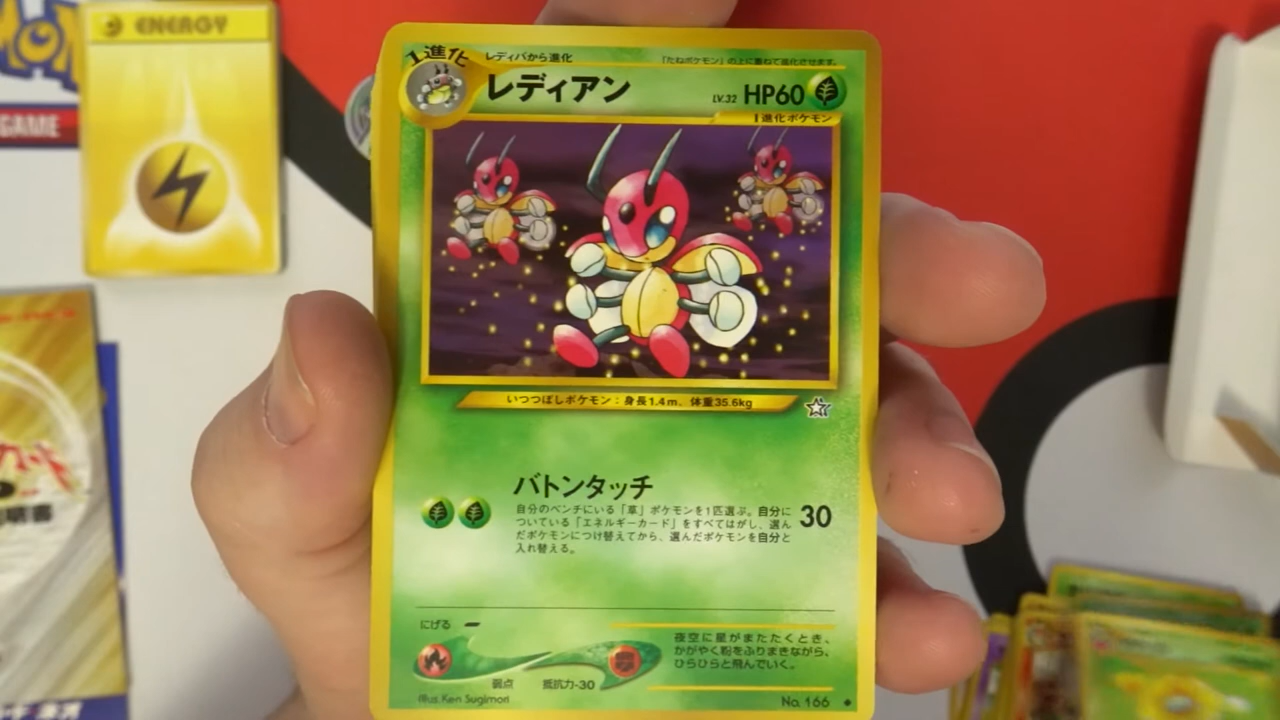 ENERGY
MON
GAME
1進化
レディバから進化
「たねポケモン」の上に重ねて進化させます。
レディアン
LV.32 HP60
1進化ポケモン
いつつぼしポケモン：身長1.4m、体重35.6kg
バトンタッチ
自分のベンチにいる「草」ポケモンを1匹選ぶ。自分に
ついている「エネルギーカード」をすべてはがし、選ん
だポケモンにつけ替えてから、選んだポケモンを自分と
入れ替える。
30
にげる
弱点
抵抗力-30
夜空に星がまたたくとき、
かがやく粉をふりまきながら、
ひらひらと飛んでいく。
Illus. Ken Sugimori
No. 166